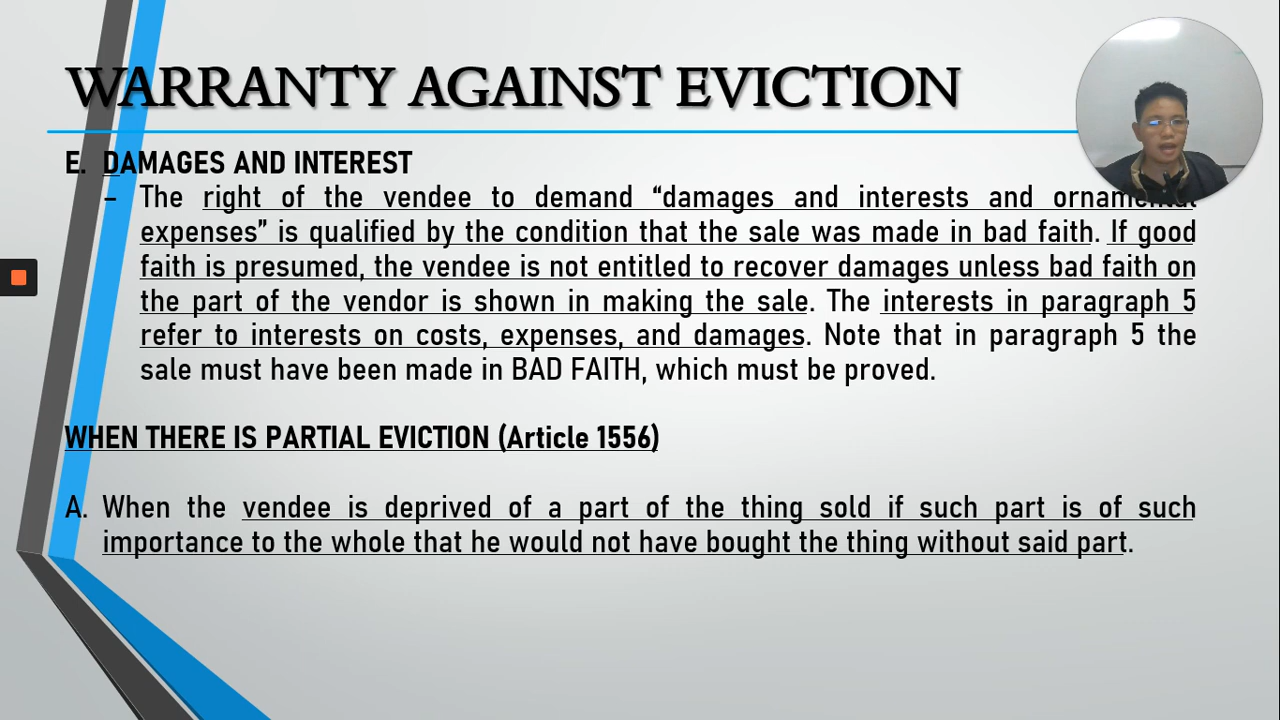 WARRANTY AGAINST EVICTION
E. DAMAGES AND INTEREST
– The right of the vendee to demand “damages and interests and ornamental
expenses” is qualified by the condition that the sale was made in bad faith. If good
faith is presumed, the vendee is not entitled to recover damages unless bad faith on
the part of the vendor is shown in making the sale. The interests in paragraph 5
refer to interests on costs, expenses, and damages. Note that in paragraph 5 the
sale must have been made in BAD FAITH, which must be proved.
WHEN THERE IS PARTIAL EVICTION (Article 1556)
A. When the vendee is deprived of a part of the thing sold if such part is of such
importance to the whole that he would not have bought the thing without said part.